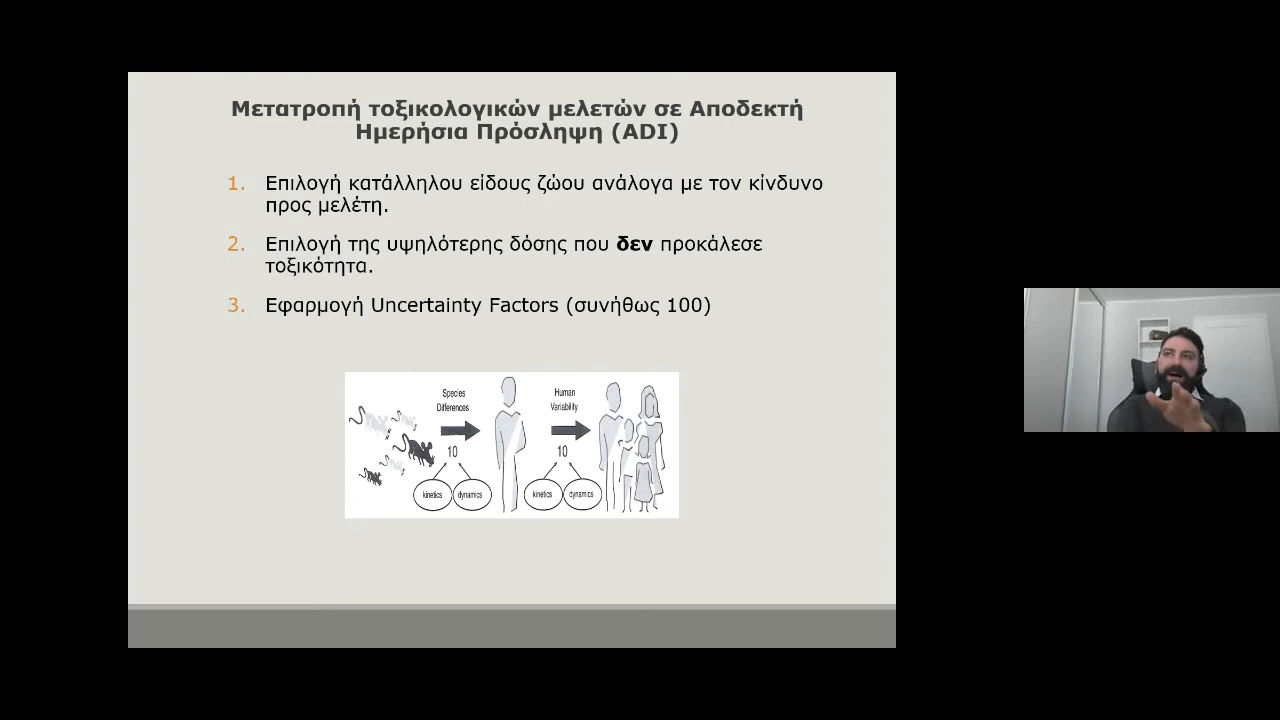 Μετατροπή τοξικολογικών μελετών σε Αποδεκτή
Ημερήσια Πρόσληψη (ADI)
1. Επιλογή κατάλληλου είδους ζώου ανάλογα με τον κίνδυνο
προς μελέτη.
2. Επιλογή της υψηλότερης δόσης που δεν προκάλεσε
τοξικότητα.
3. Εφαρμογή Uncertainty Factors (συνήθως 100)
Species
Differences
10
kinetics dynamics
Human
Variability
10
kinetics dynamics